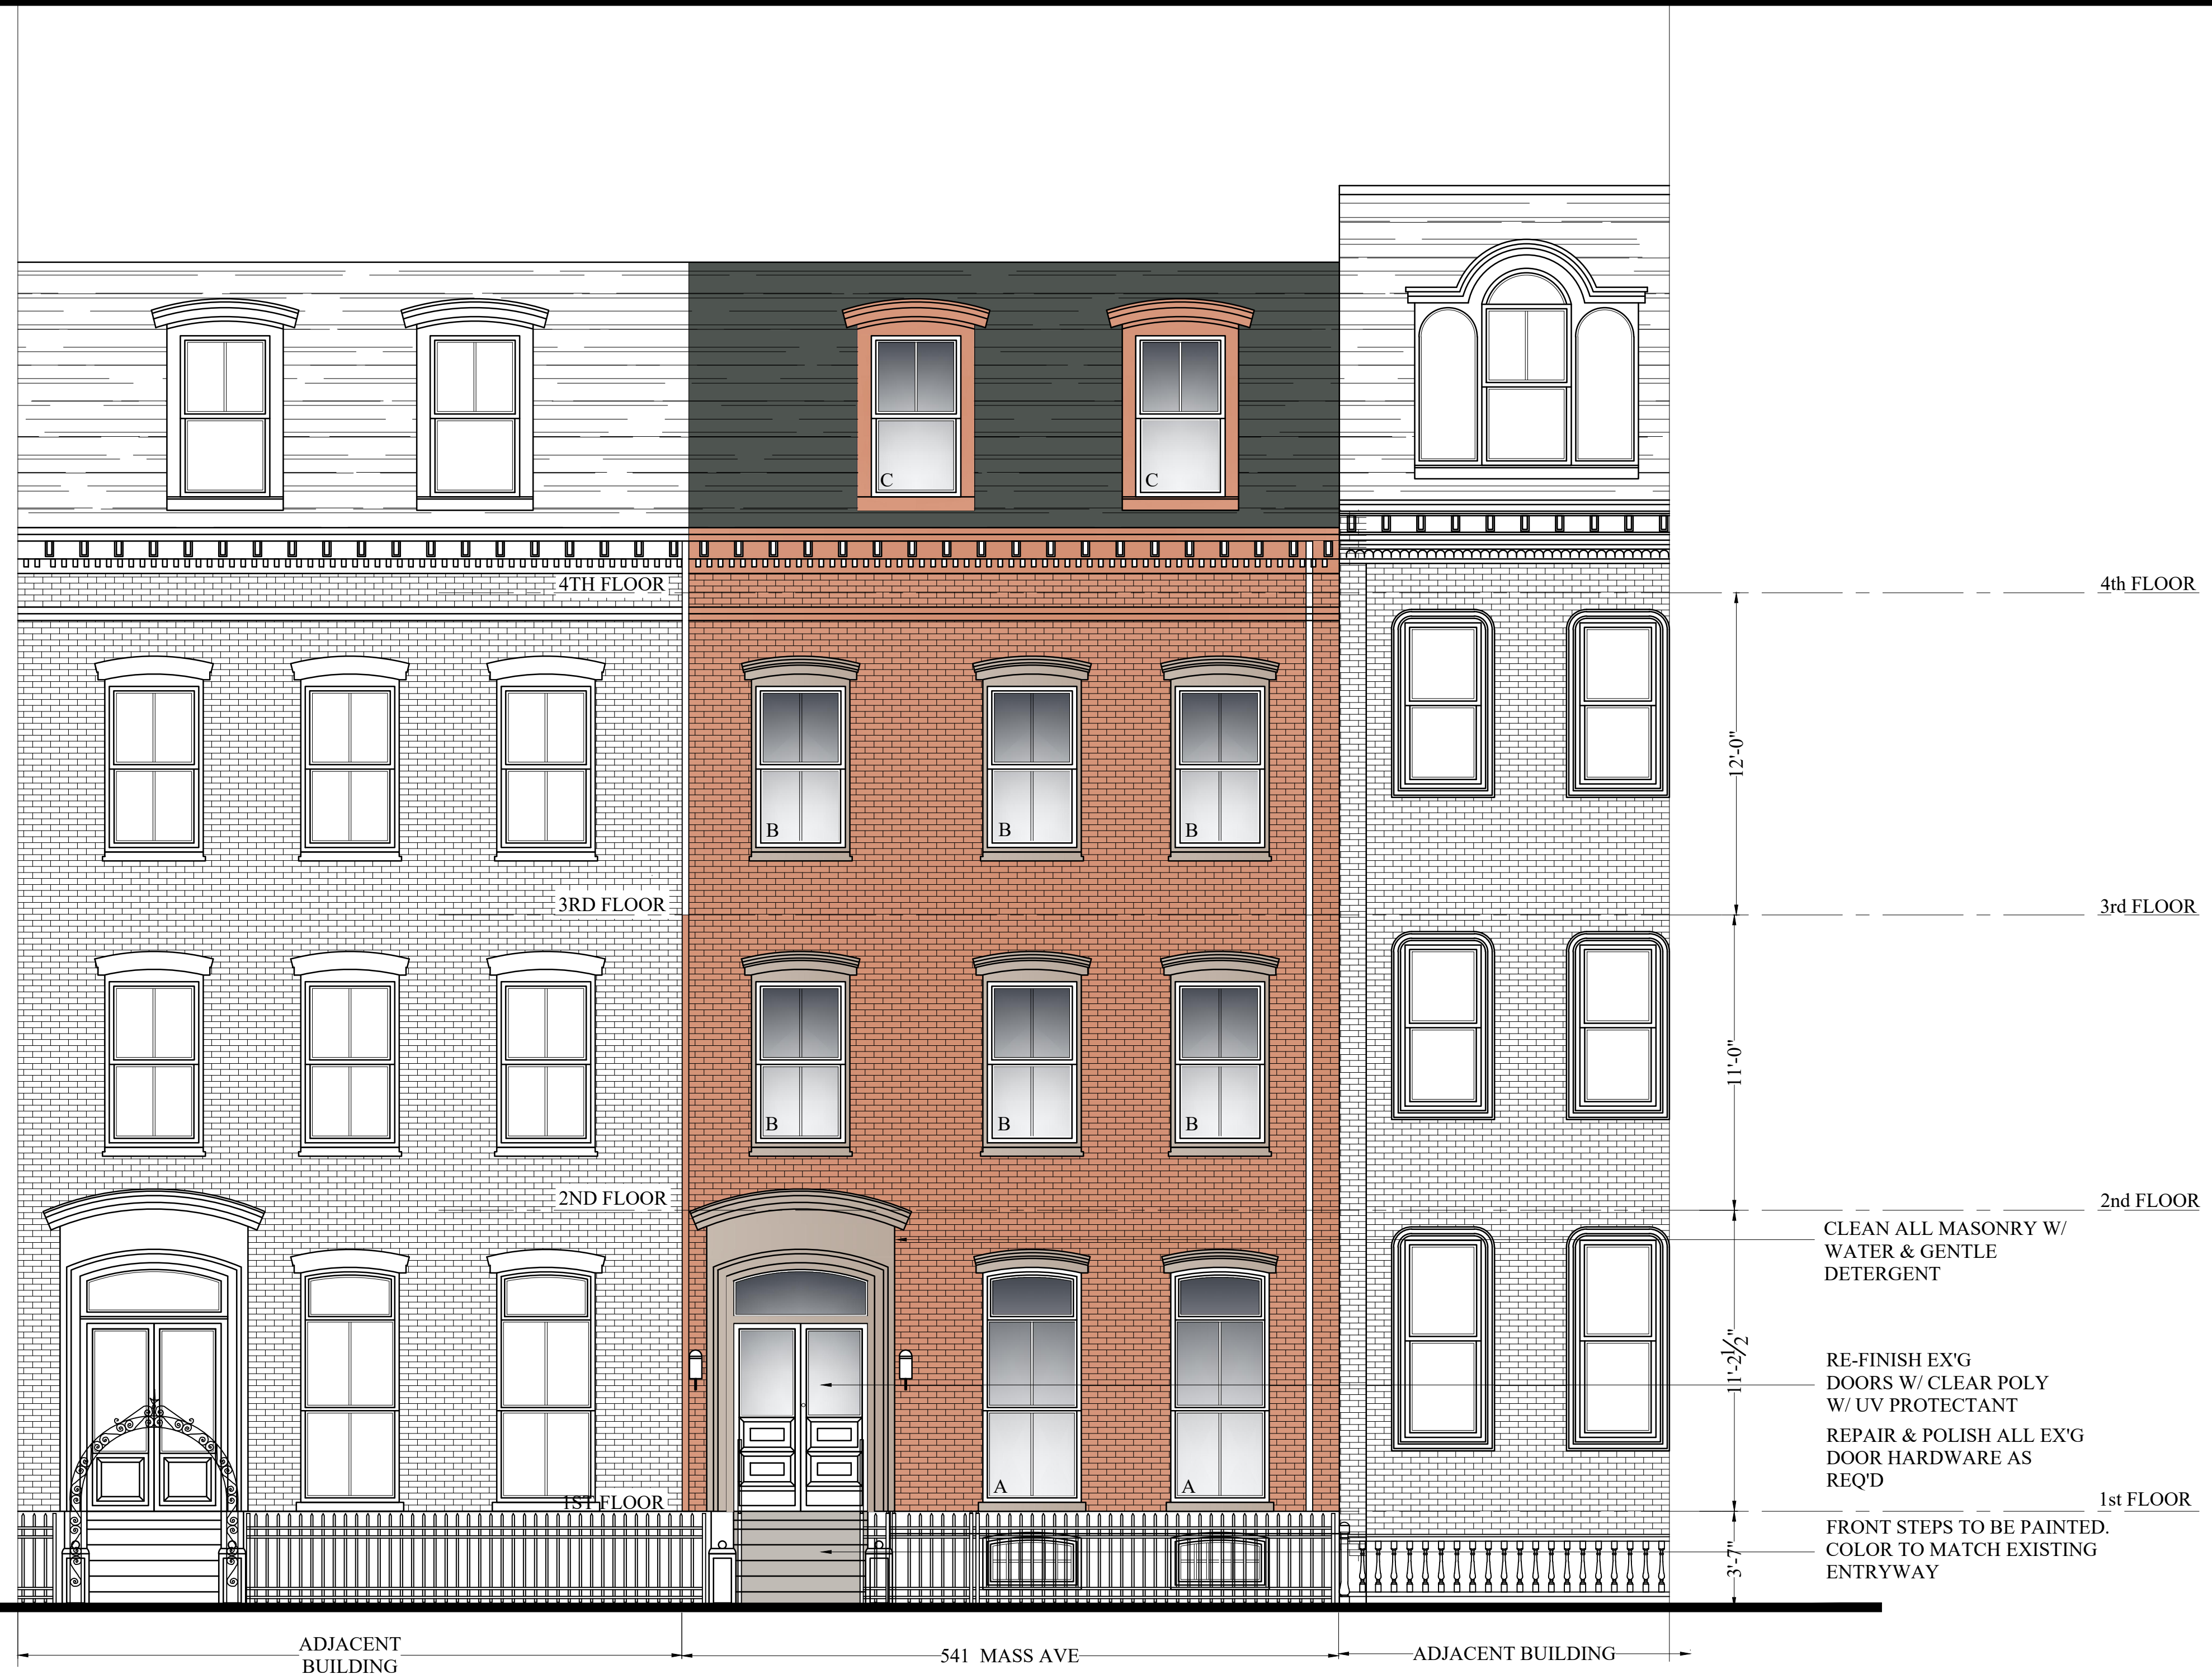 C
C
4TH FLOOR
4th FLOOR
12'-0"
B
B
B
3RD FLOOR
3rd FLOOR
11'-0"
B
B
B
2ND FLOOR
2nd FLOOR
CLEAN ALL MASONRY W/
WATER & GENTLE
DETERGENT
11'-2½"
RE-FINISH EX'G
DOORS W/ CLEAR POLY
W/ UV PROTECTANT
REPAIR & POLISH ALL EX'G
DOOR HARDWARE AS
REQ'D
A
A
1ST FLOOR
1st FLOOR
FRONT STEPS TO BE PAINTED.
COLOR TO MATCH EXISTING
ENTRYWAY
3'-7"
ADJACENT
BUILDING
541 MASS AVE
ADJACENT BUILDING